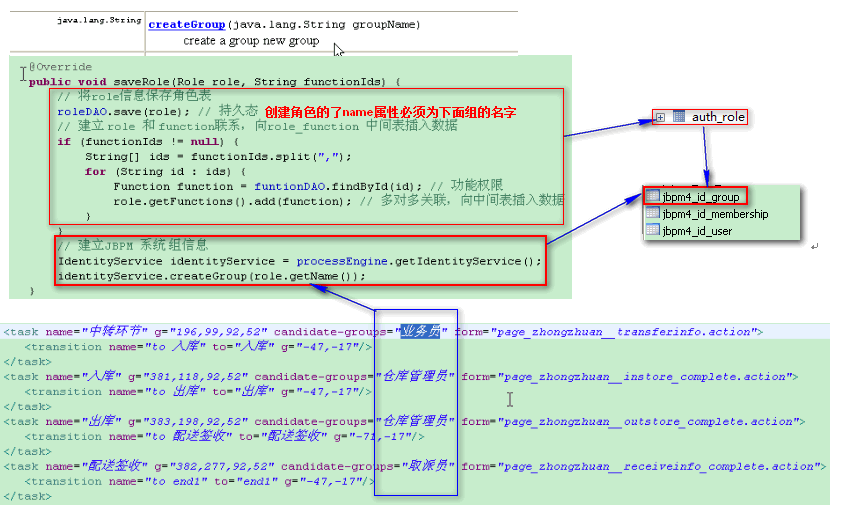 java.lang.String createGroup(java.lang.String groupName)
create a group new group
@Override
public void saveRole(Role role, String functionIds) {
// 将role信息保存角色表
roleDAO.save(role); // 持久态 创建角色的了name属性必须为下面组的名字
// 建立 role 和 function联系，向role_function 中间表插入数据
if (functionIds != null) {
String[] ids = functionIds.split(",");
for (String id : ids) {
Function function = funtionDAO.findById(id); // 功能权限
role.getFunctions().add(function); // 多对多关联，向中间表插入数据
}
}
// 建立JBPM 系统组信息
IdentityService identityService = processEngine.getIdentityService();
identityService.createGroup(role.getName());
}
auth_role
jbpm4_id_group
jbpm4_id_membership
jbpm4_id_user
<task name="中转环节" g="196,99,92,52" candidate-groups="业务员" form="page_zhongzhuan__transferinfo.action">
<transition name="to 入库" to="入库" g="-47,-17"/>
</task>
<task name="入库" g="381,118,92,52" candidate-groups="仓库管理员" form="page_zhongzhuan__instore_complete.action">
<transition name="to 出库" to="出库" g="-47,-17"/>
</task>
<task name="出库" g="383,198,92,52" candidate-groups="仓库管理员" form="page_zhongzhuan__outstore_complete.action">
<transition name="to 配送签收" to="配送签收" g="-71,-17"/>
</task>
<task name="配送签收" g="382,277,92,52" candidate-groups="取派员" form="page_zhongzhuan__receiveinfo_complete.action">
<transition name="to end1" to="end1" g="-47,-17"/>
</task>